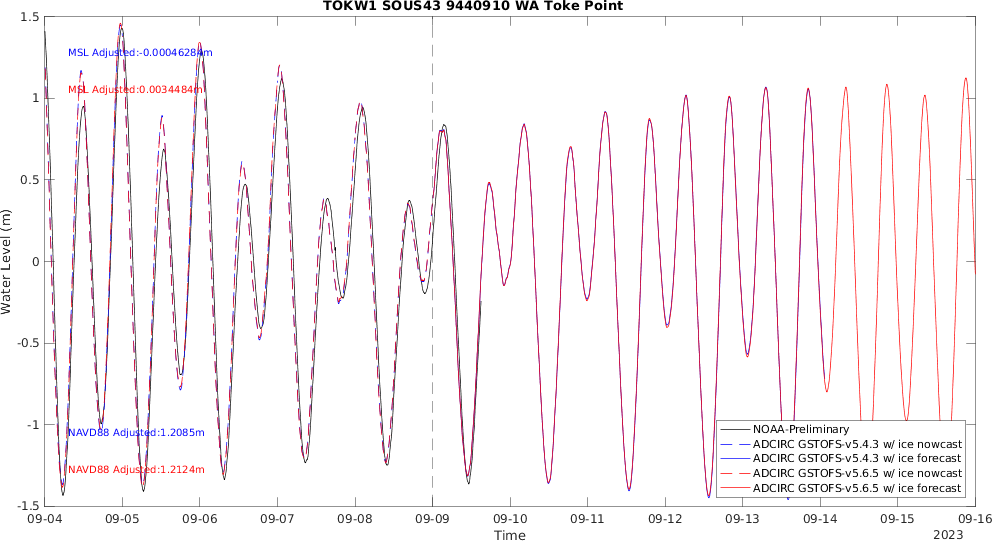 TOKW1 SOUS43 9440910 WA Toke Point
MSL Adjusted:-0.00046284m
MSL Adjusted:0.0034484m
NAVD88 Adjusted:1.2085m
NAVD88 Adjusted:1.2124m
Water Level (m)
1.5
1
0.5
0
-0.5
-1
-1.5
NOAA-Preliminary
ADCIRC GSTOFS-v5.4.3 w/ ice nowcast
ADCIRC GSTOFS-v5.4.3 w/ ice forecast
ADCIRC GSTOFS-v5.6.5 w/ ice nowcast
ADCIRC GSTOFS-v5.6.5 w/ ice forecast
09-04 09-05 09-06 09-07 09-08 09-09 09-10 09-11 09-12 09-13 09-14 09-15 09-16
Time
2023